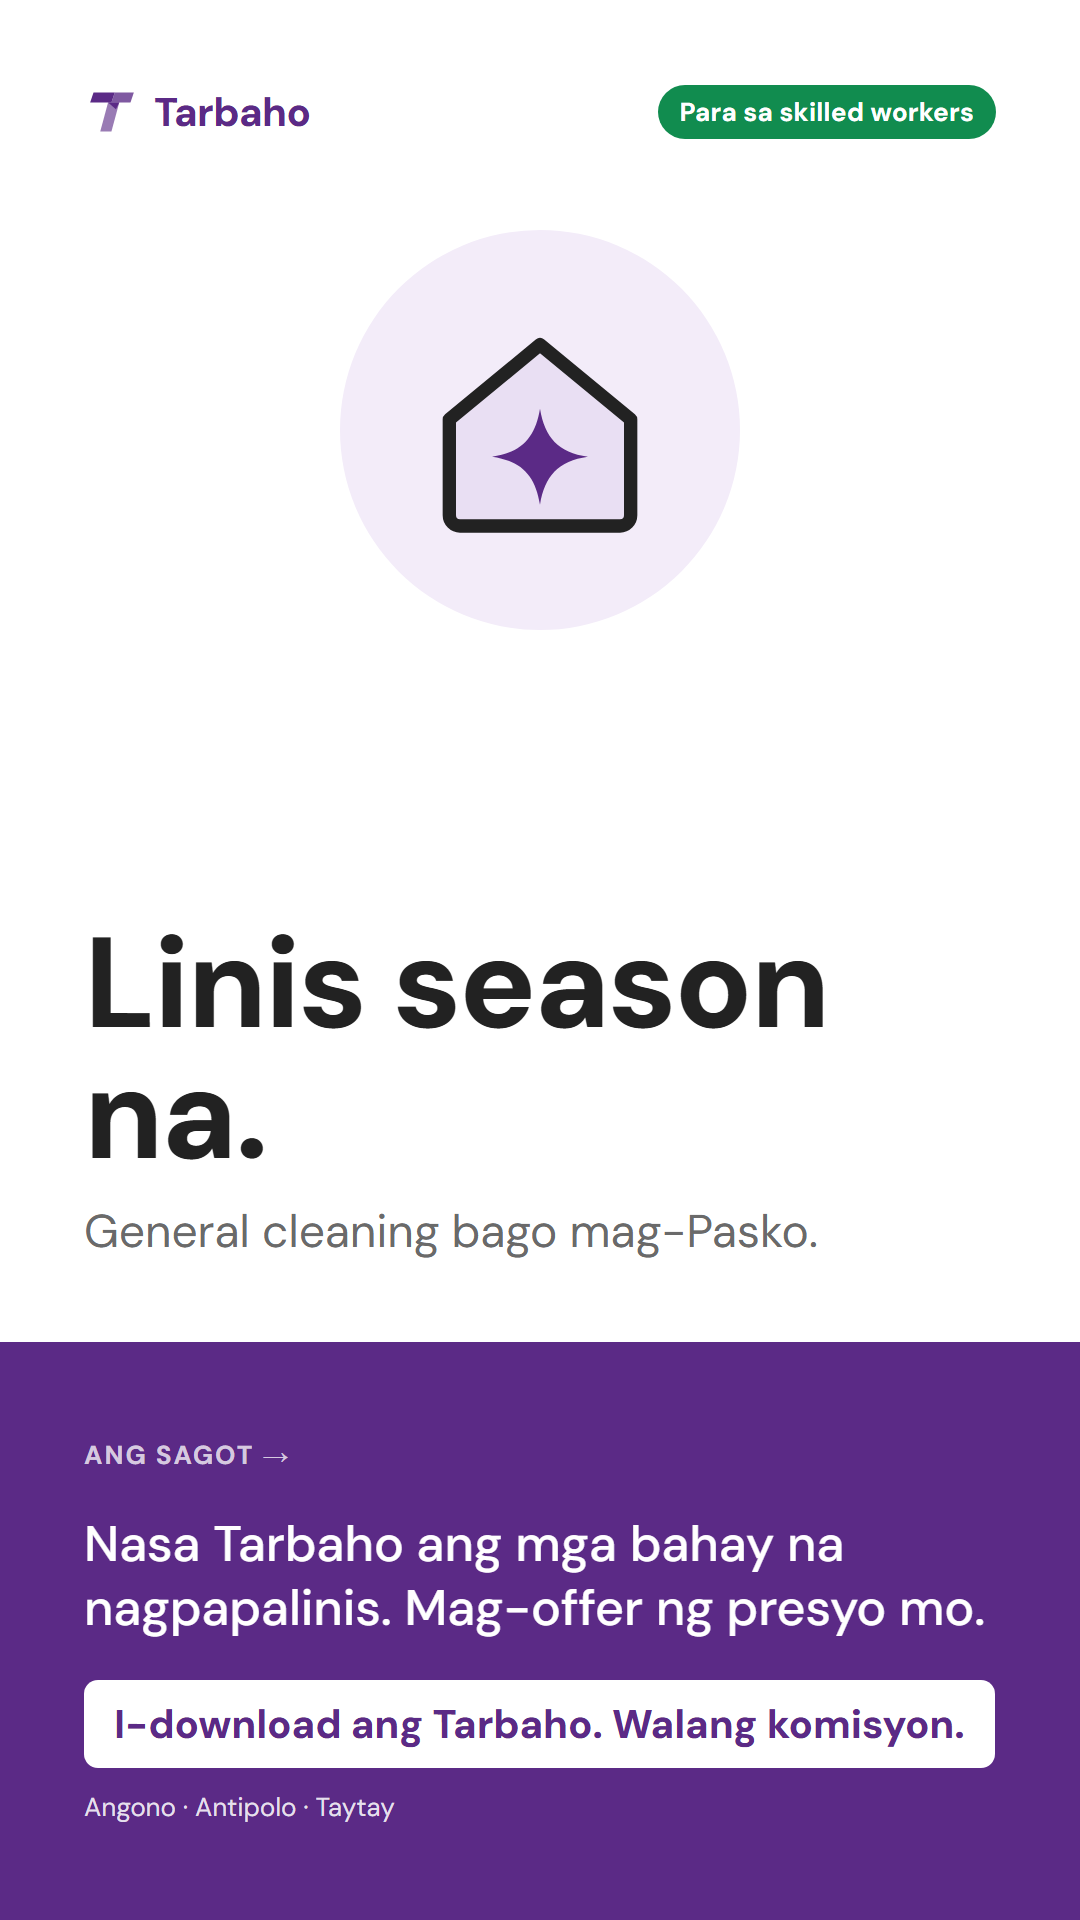 Tarbaho
Para sa skilled workers
Linis season
na.
General cleaning bago mag-Pasko.
ANG SAGOT →
Nasa Tarbaho ang mga bahay na
nagpapalinis. Mag-offer ng presyo mo.
I-download ang Tarbaho. Walang komisyon.
Angono · Antipolo · Taytay